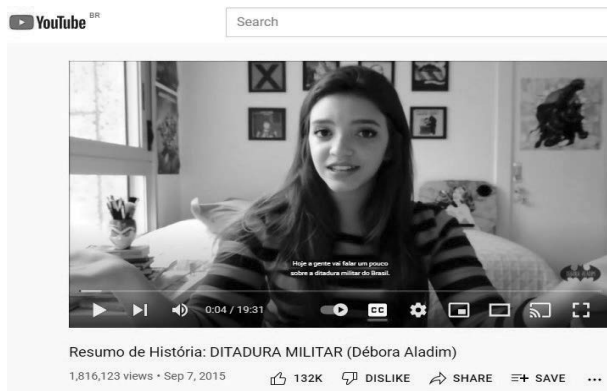 YouTube BR
Search
Hoje a gente vai falar um pouco
sobre a ditadura militar do Brasil.
0:04 / 19:31
CC
Resumo de História: DITADURA MILITAR (Débora Aladim)
1,816,123 views • Sep 7, 2015
132K DISLIKE SHARE SAVE